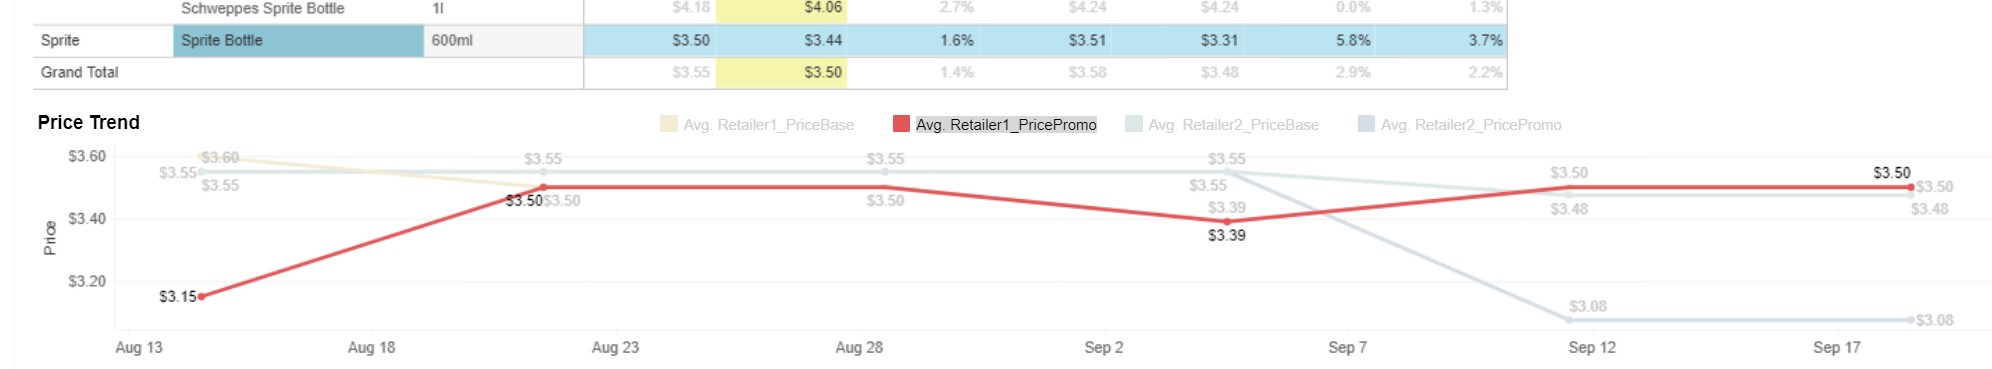 Schweppes Sprite Bottle 1l $4.18 $4.06 2.7% $4.24 $4.24 0.0% 1.3%
Sprite Sprite Bottle 600ml $3.50 $3.44 1.6% $3.51 $3.31 5.8% 3.7%
Grand Total $3.55 $3.50 1.4% $3.58 $3.48 2.9% 2.2%
Price Trend
Avg. Retailer1_PriceBase Avg. Retailer1_PricePromo Avg. Retailer2_PriceBase Avg. Retailer2_PricePromo
$3.60 $3.60 $3.55 $3.55 $3.55
$3.55 $3.50 $3.50
$3.55 $3.55 $3.50
$3.50 $3.50 $3.50
$3.39 $3.48 $3.48
$3.40
$3.39
Price
$3.20
$3.15
$3.08
$3.08
Aug 13 Aug 18 Aug 23 Aug 28 Sep 2 Sep 7 Sep 12 Sep 17